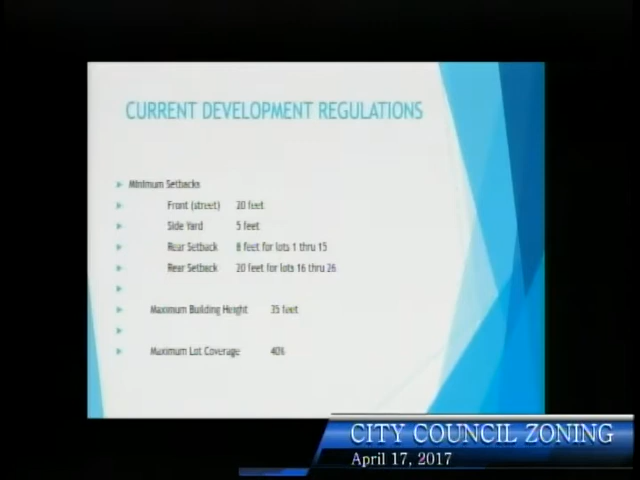 CURRENT DEVELOPMENT REGULATIONS
Minimum Setbacks
Front (street) 20 feet
Side Yard 5 feet
Rear Setback 8 feet for lots 1 thru 15
Rear Setback 20 feet for lots 16 thru 26
Maximum Building Height 35 feet
Maximum Lot Coverage 40%
CITY COUNCIL ZONING
April 17, 2017